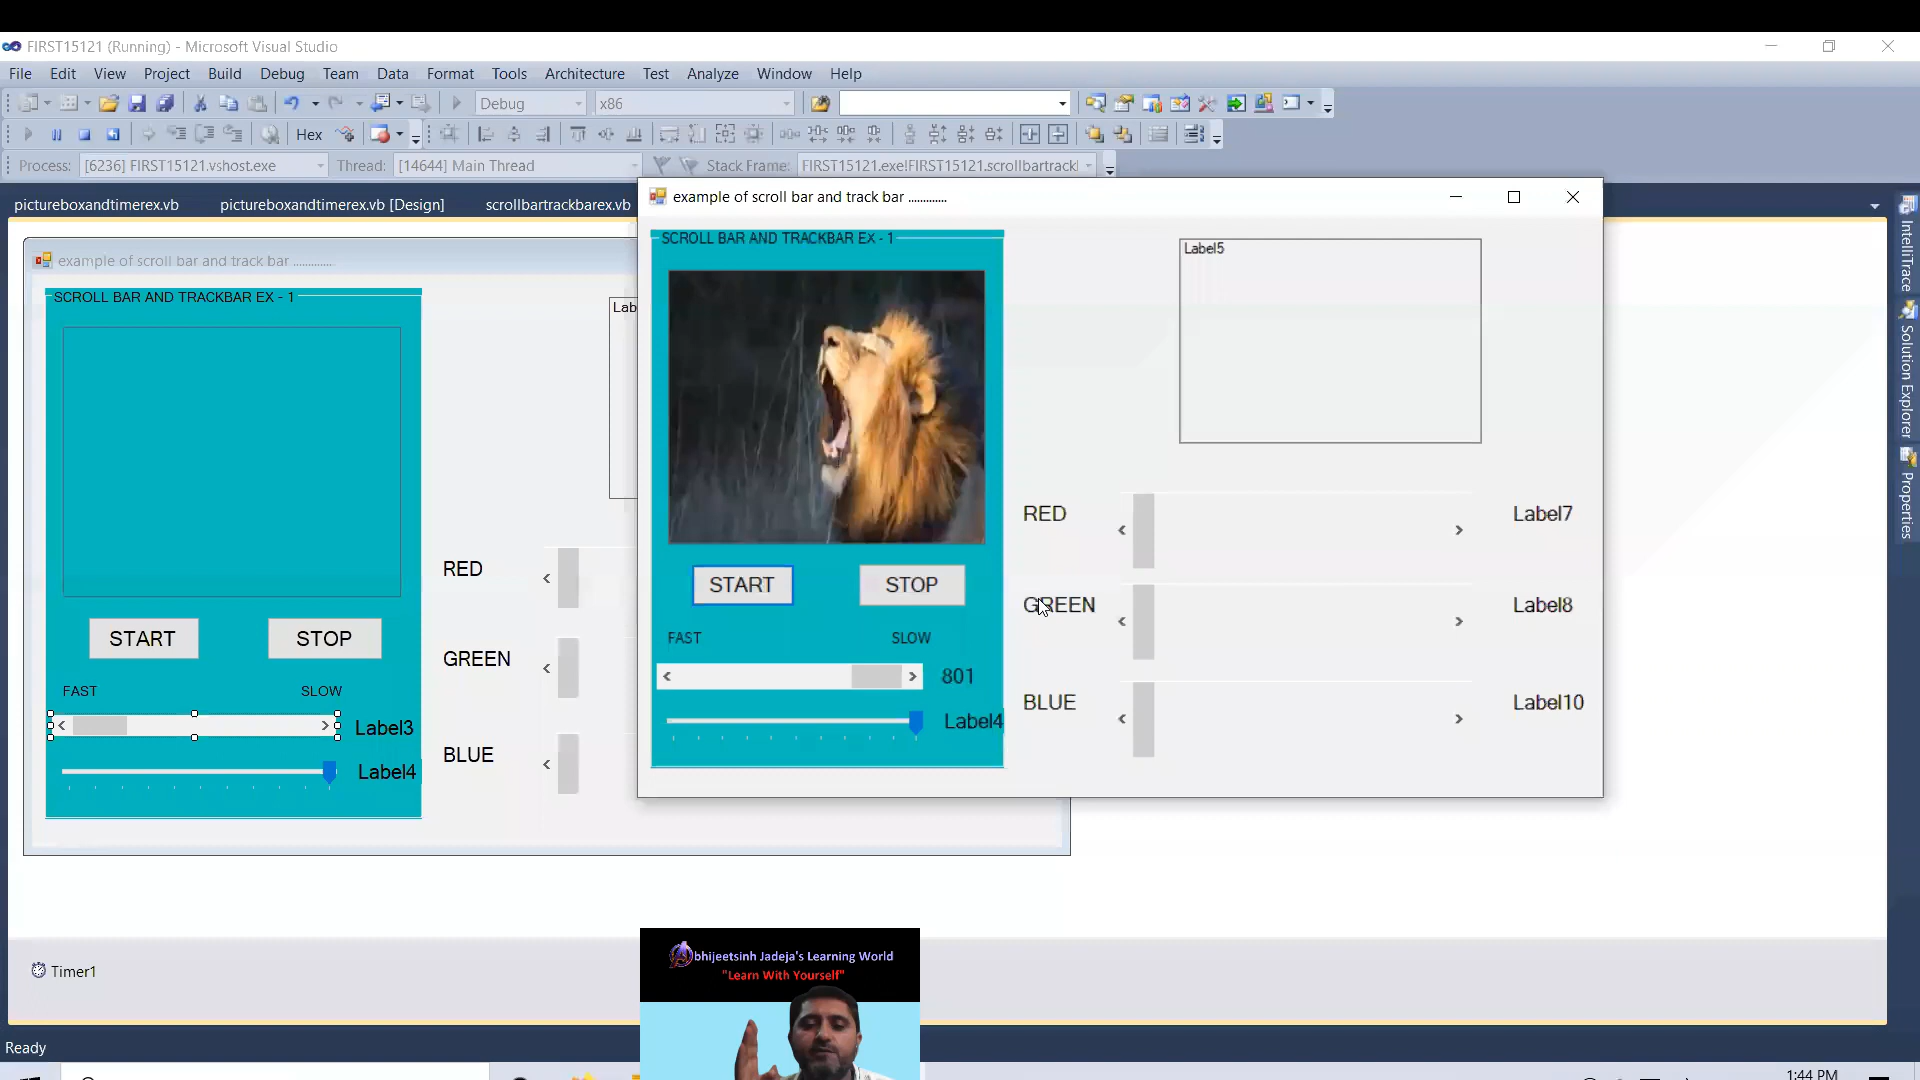 FIRST15121 (Running) - Microsoft Visual Studio
File Edit View Project Build Debug Team Data Format Tools Architecture Test Analyze Window Help
Debug x86
Hex
Process: [6236] FIRST15121.vshost.exe Thread: [14644] Main Thread Stack Frame: FIRST15121.exe!FIRST15121.scrollbartrackl
pictureboxandtimerex.vb pictureboxandtimerex.vb [Design] scrollbartrackbarex.vb
example of scroll bar and track bar .............
SCROLL BAR AND TRACKBAR EX - 1
Lab
START STOP
FAST SLOW
Label3
Label4
RED
GREEN
BLUE
example of scroll bar and track bar .............
SCROLL BAR AND TRACKBAR EX - 1
START STOP
FAST SLOW
801
Label4
Label5
RED Label7
GREEN Label8
BLUE Label10
IntelliTrace
Solution Explorer
Properties
Timer1
bhijeetsinh Jadeja's Learning World
"Learn With Yourself"
Ready
1:44 PM